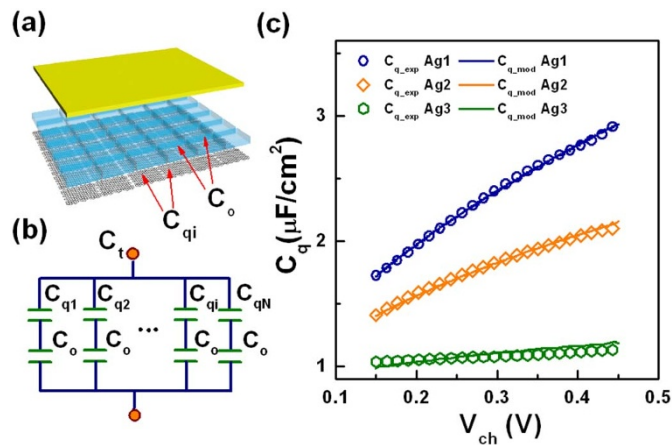 (a)
C_o
C_qi
(b)
C_t
C_q1 C_q2 C_qi C_qN
...
C_o C_o C_o C_o
(c)
C_q_exp Ag1 C_q_mod Ag1
C_q_exp Ag2 C_q_mod Ag2
C_q_exp Ag3 C_q_mod Ag3
C_q(μF/cm²)
3
2
1
0.1 0.2 0.3 0.4 0.5
V_ch (V)